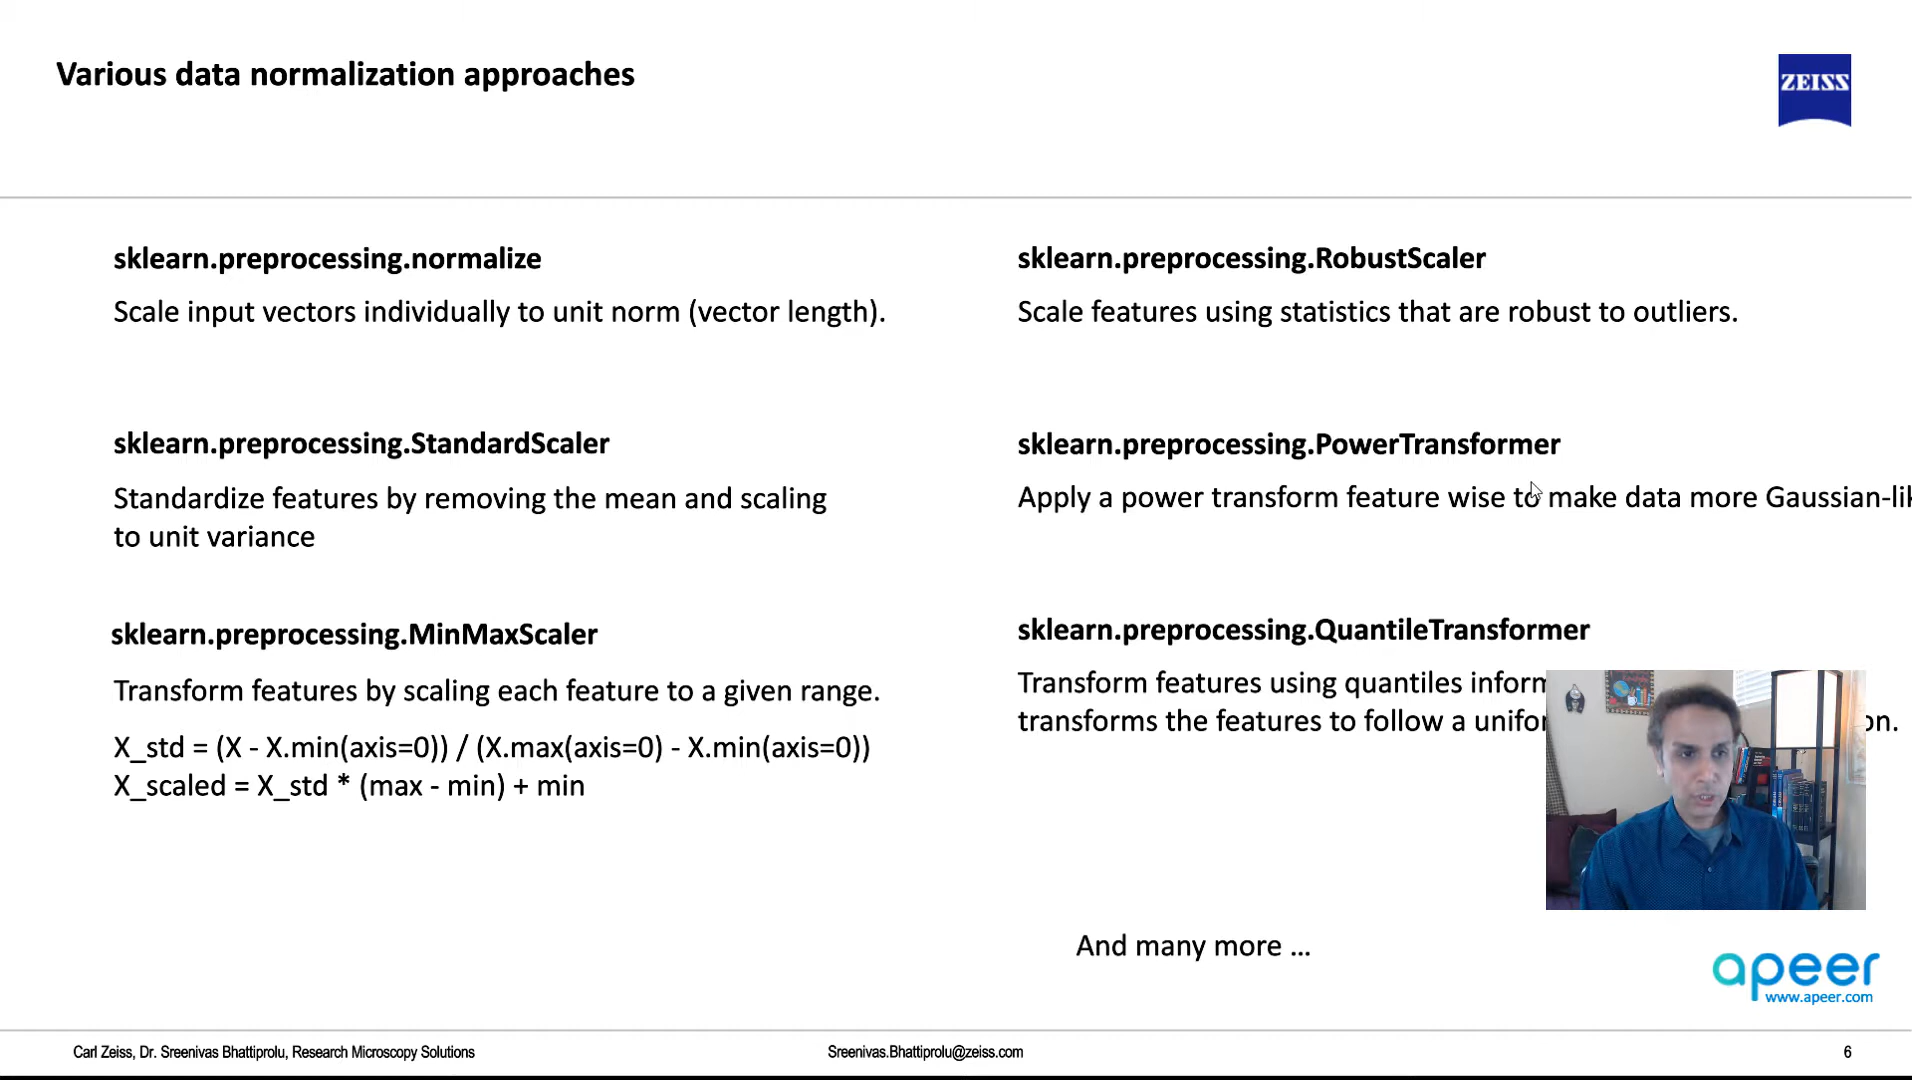 Various data normalization approaches
ZEISS
sklearn.preprocessing.normalize
Scale input vectors individually to unit norm (vector length).
sklearn.preprocessing.StandardScaler
Standardize features by removing the mean and scaling
to unit variance
sklearn.preprocessing.MinMaxScaler
Transform features by scaling each feature to a given range.
X_std = (X - X.min(axis=0)) / (X.max(axis=0) - X.min(axis=0))
X_scaled = X_std * (max - min) + min
sklearn.preprocessing.RobustScaler
Scale features using statistics that are robust to outliers.
sklearn.preprocessing.PowerTransformer
Apply a power transform feature wise to make data more Gaussian-li
sklearn.preprocessing.QuantileTransformer
Transform features using quantiles
transforms the features to follow a
And many more ...
apeer
www.apeer.com
Carl Zeiss, Dr. Sreenivas Bhattiprolu, Research Microscopy Solutions
Sreenivas.Bhattiprolu@zeiss.com
6